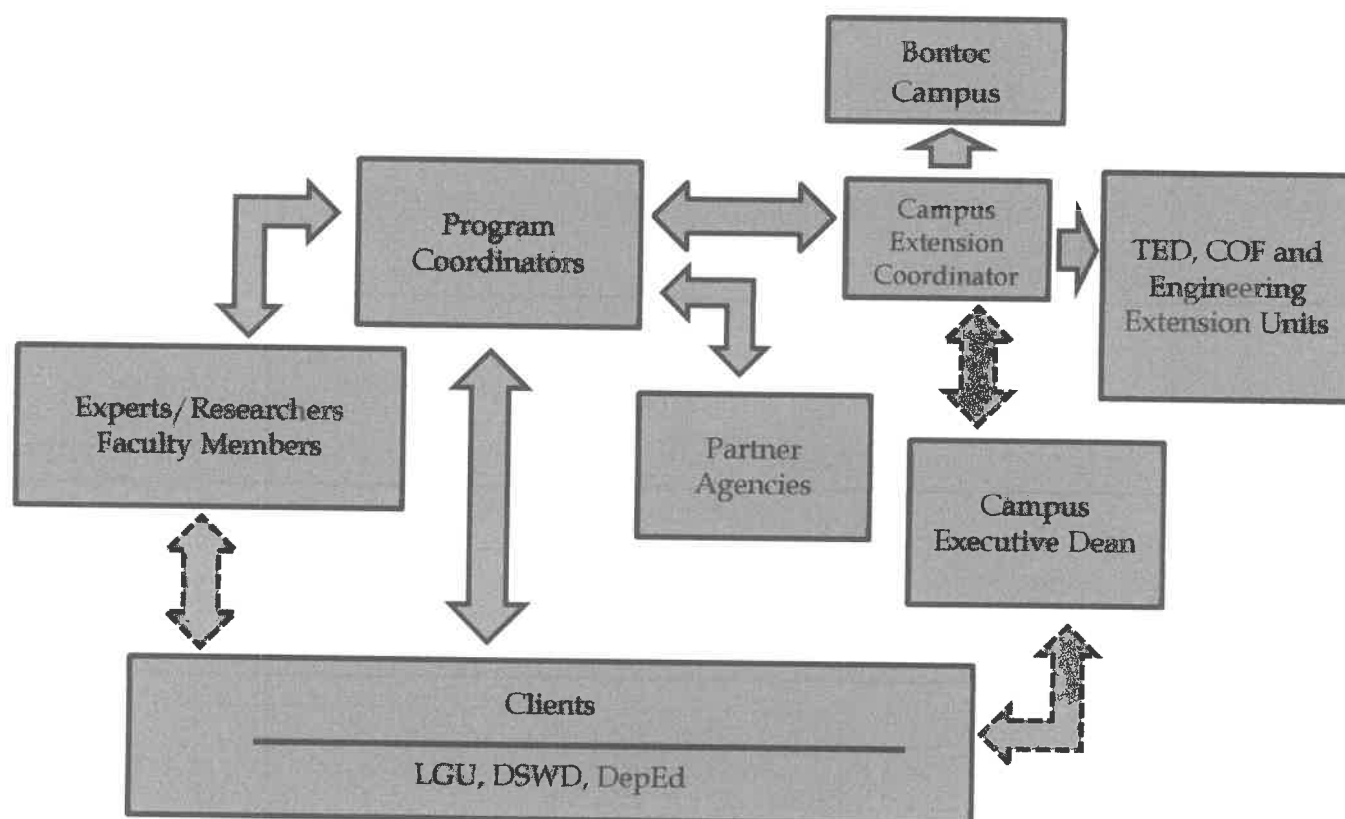 Bontoc
Campus
Program
Coordinators
Campus
Extension
Coordinator
TED, COF and
Engineering
Extension Units
Experts/Researchers
Faculty Members
Partner
Agencies
Campus
Executive Dean
Clients
LGU, DSWD, DepEd